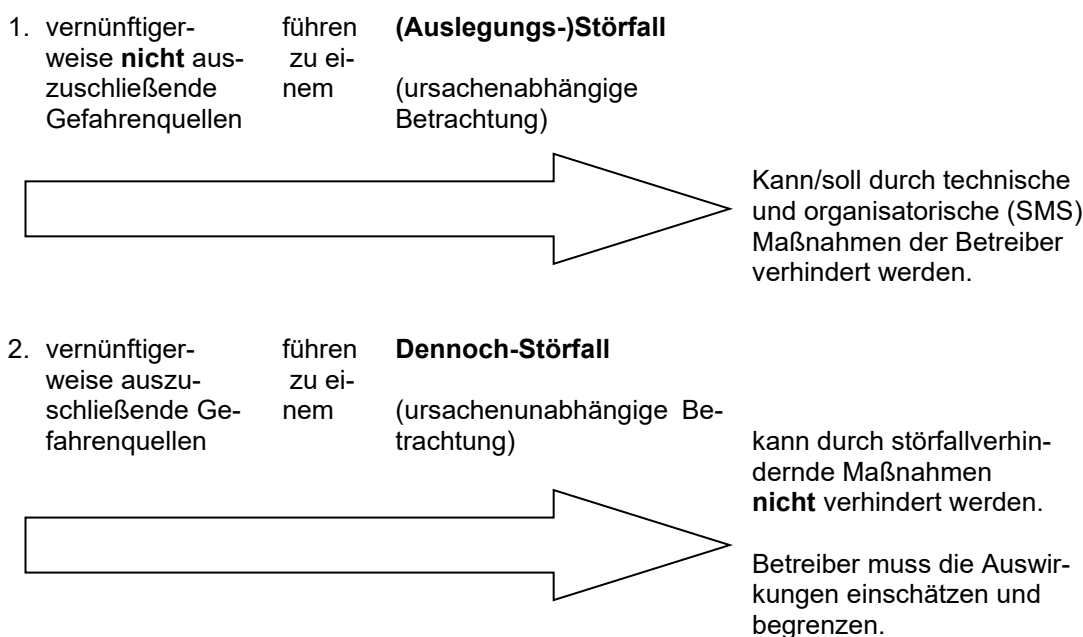 1. vernünftiger- führen (Auslegungs-)Störfall
weise nicht aus- zu ei-
zuschließende nem (ursachenabhängige
Gefahrenquellen Betrachtung)
Kann/soll durch technische
und organisatorische (SMS)
Maßnahmen der Betreiber
verhindert werden.
2. vernünftiger- führen Dennoch-Störfall
weise auszu- zu ei-
schließende Ge- nem (ursachenunabhängige Be-
fahrenquellen trachtung)
kann durch störfallverhin-
dernde Maßnahmen
nicht verhindert werden.
Betreiber muss die Auswir-
kungen einschätzen und
begrenzen.